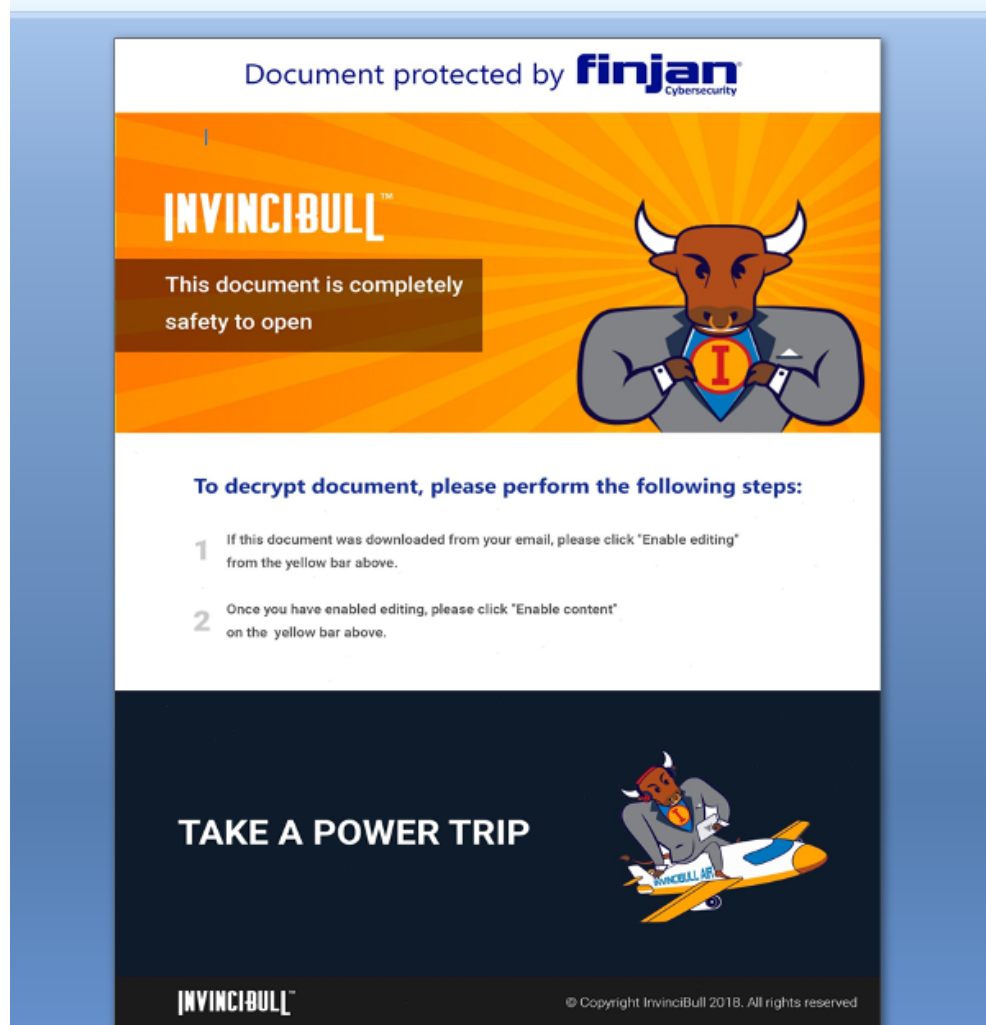 Document protected by finjan®
Cybersecurity
INVINCIBULL™
This document is completely
safety to open
I
To decrypt document, please perform the following steps:
1 If this document was downloaded from your email, please click "Enable editing"
from the yellow bar above.
2 Once you have enabled editing, please click "Enable content"
on the yellow bar above.
I
TAKE A POWER TRIP
INVINCIBULL AIR
INVINCIBULL™
© Copyright InvinciBull 2018. All rights reserved